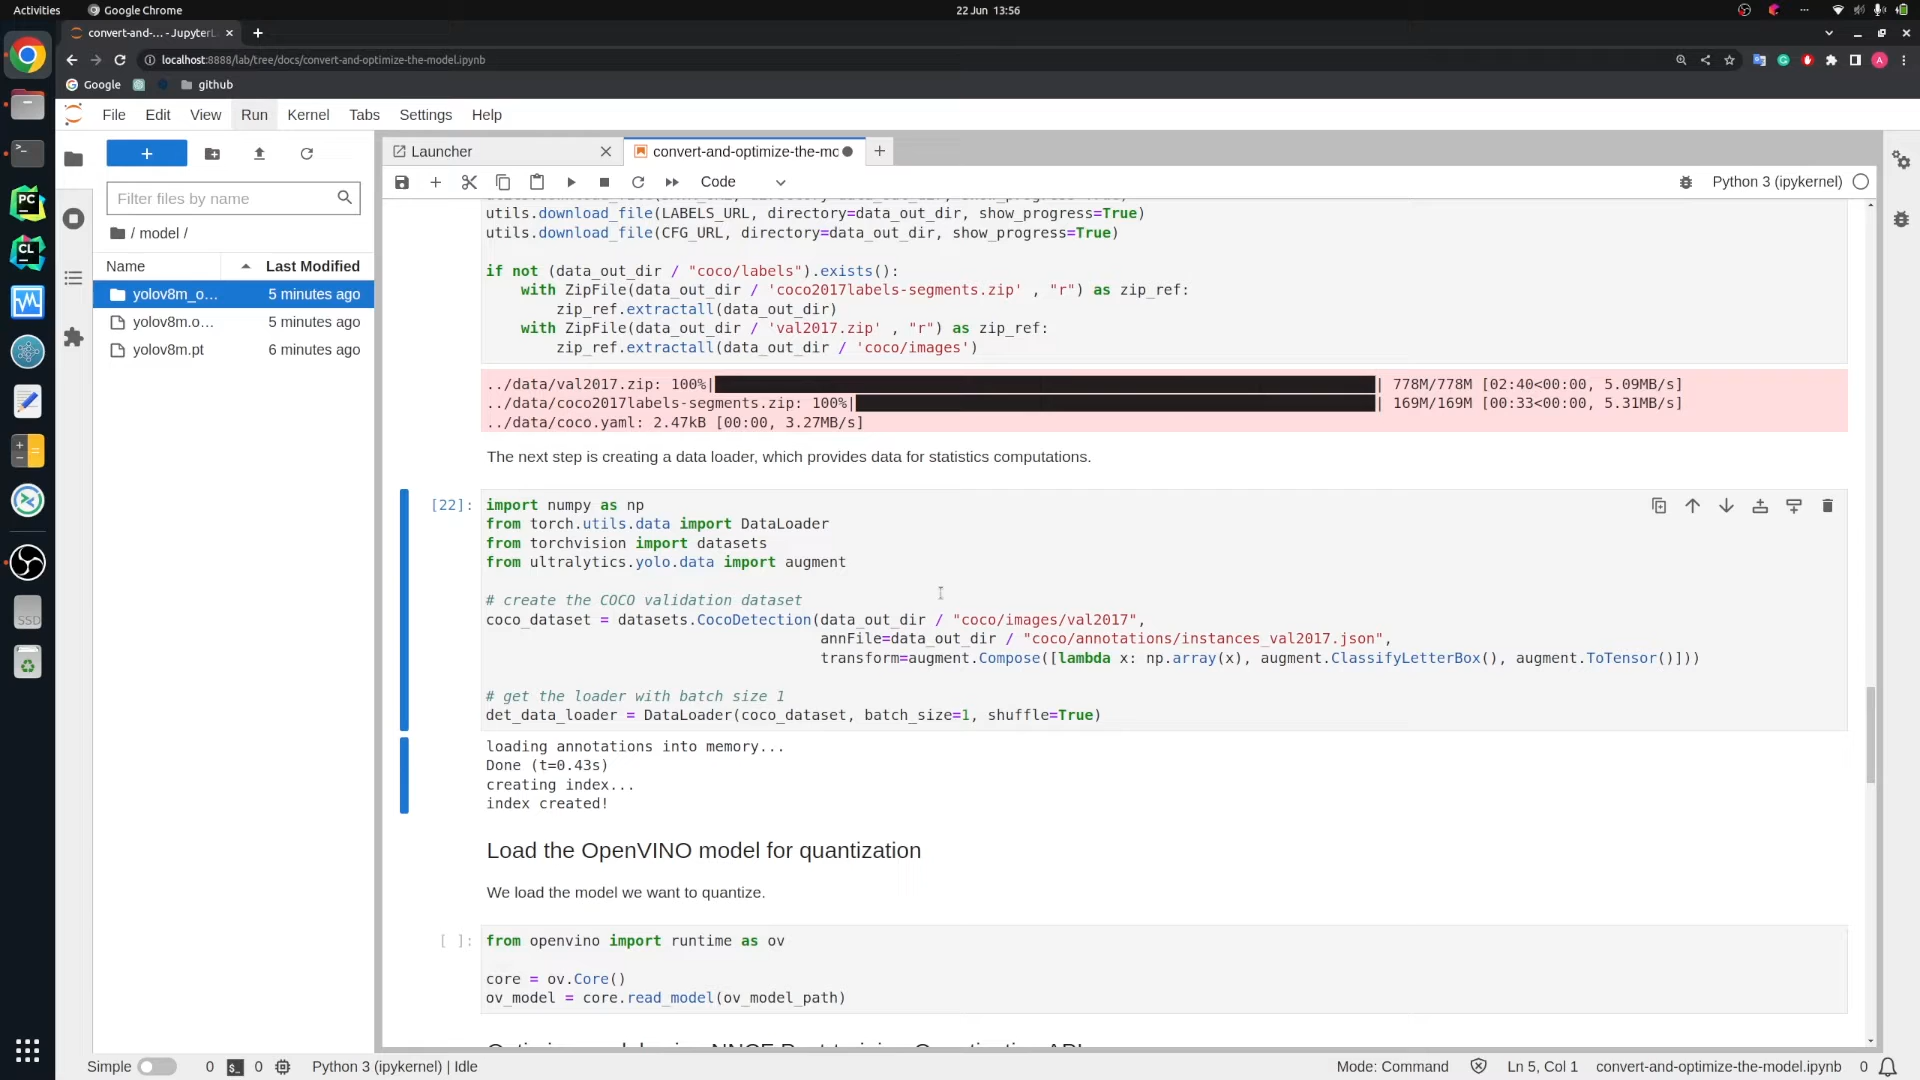 Activities
Google Chrome
22 Jun 13:56
convert-and-... - JupyterL
localhost:8888/lab/tree/docs/convert-and-optimize-the-model.ipynb
Google
github
File Edit View Run Kernel Tabs Settings Help
Launcher
convert-and-optimize-the-mo
Filter files by name
/ model /
Name Last Modified
yolov8m_o... 5 minutes ago
yolov8m.o... 5 minutes ago
yolov8m.pt 6 minutes ago
Code
Python 3 (ipykernel)
utils.download_file(LABELS_URL, directory=data_out_dir, show_progress=True)
utils.download_file(CFG_URL, directory=data_out_dir, show_progress=True)
if not (data_out_dir / "coco/labels").exists():
with ZipFile(data_out_dir / 'coco2017labels-segments.zip' , "r") as zip_ref:
zip_ref.extractall(data_out_dir)
with ZipFile(data_out_dir / 'val2017.zip' , "r") as zip_ref:
zip_ref.extractall(data_out_dir / 'coco/images')
../data/val2017.zip: 100%| | 778M/778M [02:40<00:00, 5.09MB/s]
../data/coco2017labels-segments.zip: 100%| | 169M/169M [00:33<00:00, 5.31MB/s]
../data/coco.yaml: 2.47kB [00:00, 3.27MB/s]
The next step is creating a data loader, which provides data for statistics computations.
[22]: import numpy as np
from torch.utils.data import DataLoader
from torchvision import datasets
from ultralytics.yolo.data import augment
# create the COCO validation dataset
coco_dataset = datasets.CocoDetection(data_out_dir / "coco/images/val2017",
annFile=data_out_dir / "coco/annotations/instances_val2017.json",
transform=augment.Compose([lambda x: np.array(x), augment.ClassifyLetterBox(), augment.ToTensor()]))
# get the loader with batch size 1
det_data_loader = DataLoader(coco_dataset, batch_size=1, shuffle=True)
loading annotations into memory...
Done (t=0.43s)
creating index...
index created!
Load the OpenVINO model for quantization
We load the model we want to quantize.
[ ]: from openvino import runtime as ov
core = ov.Core()
ov_model = core.read_model(ov_model_path)
Simple 0 0 Python 3 (ipykernel) | Idle
Mode: Command Ln 5, Col 1 convert-and-optimize-the-model.ipynb 0
PC
CL
SSD